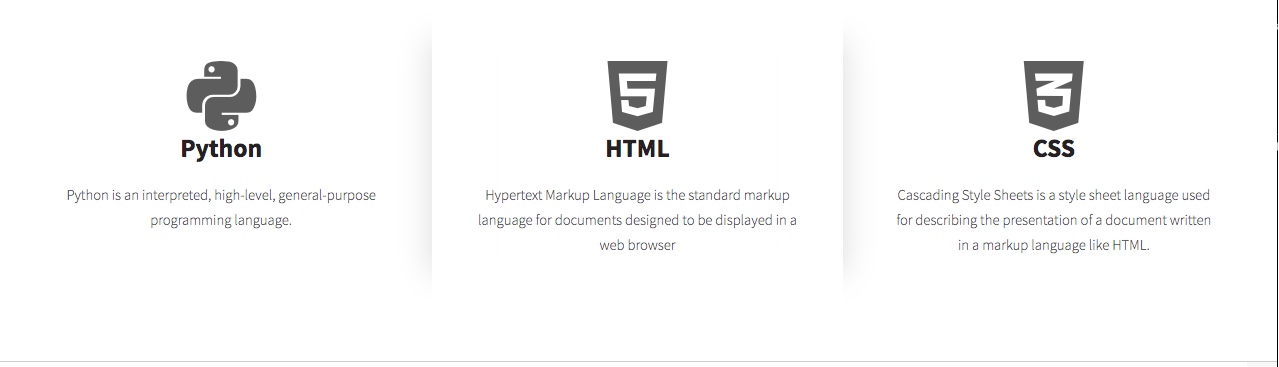 Python
Python is an interpreted, high-level, general-purpose
programming language.
5
HTML
Hypertext Markup Language is the standard markup
language for documents designed to be displayed in a
web browser
3
CSS
Cascading Style Sheets is a style sheet language used
for describing the presentation of a document written
in a markup language like HTML.